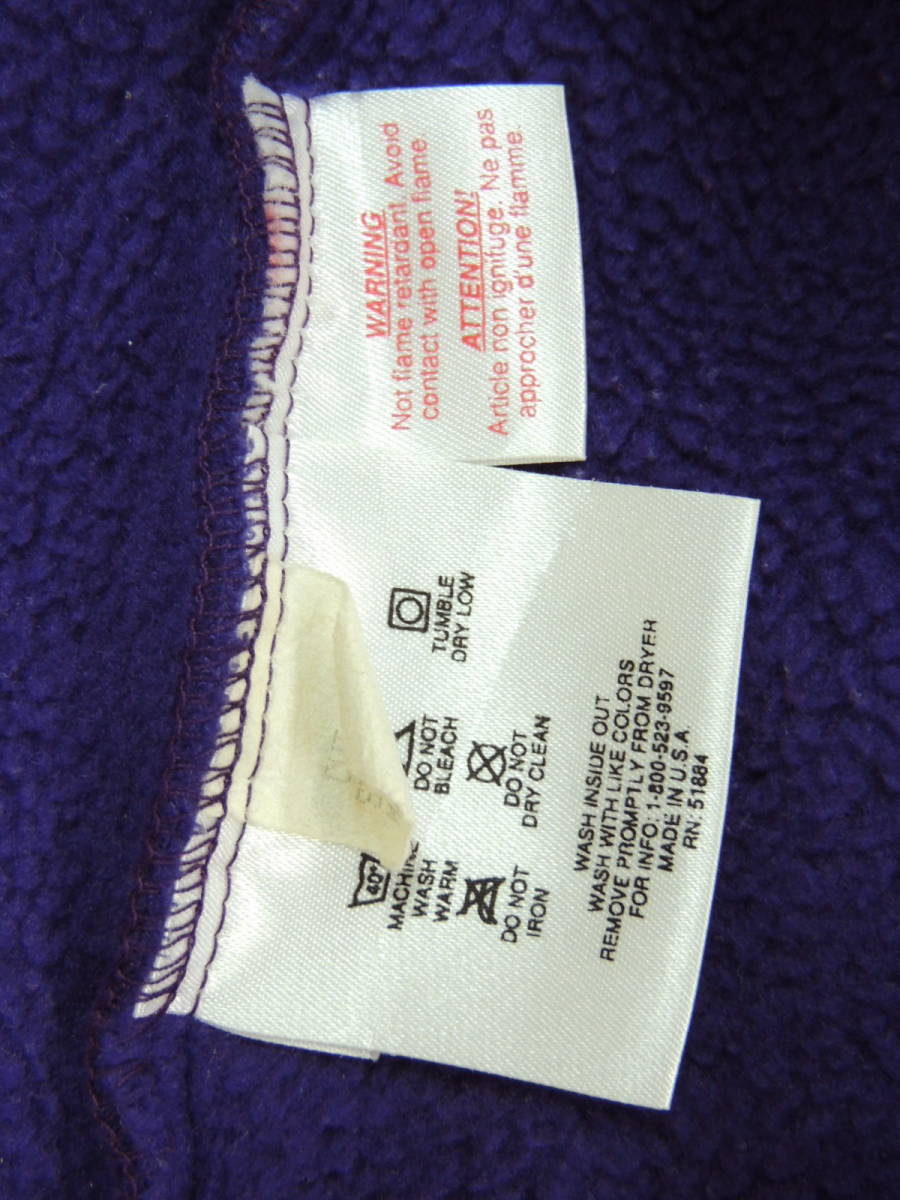 WARNING
Not flame retardant. Avoid
contact with open flame.
ATTENTION!
Article non ignifuge. Ne pas
approcher d'une flamme.
40°
MACHINE
WASH
WARM
DO NOT
BLEACH
TUMBLE
DRY LOW
DO NOT
IRON
DO NOT
DRY CLEAN
WASH INSIDE OUT
WASH WITH LIKE COLORS
REMOVE PROMPTLY FROM DRYER
FOR INFO: 1-800-523-9597
MADE IN U.S.A.
RN: 51884